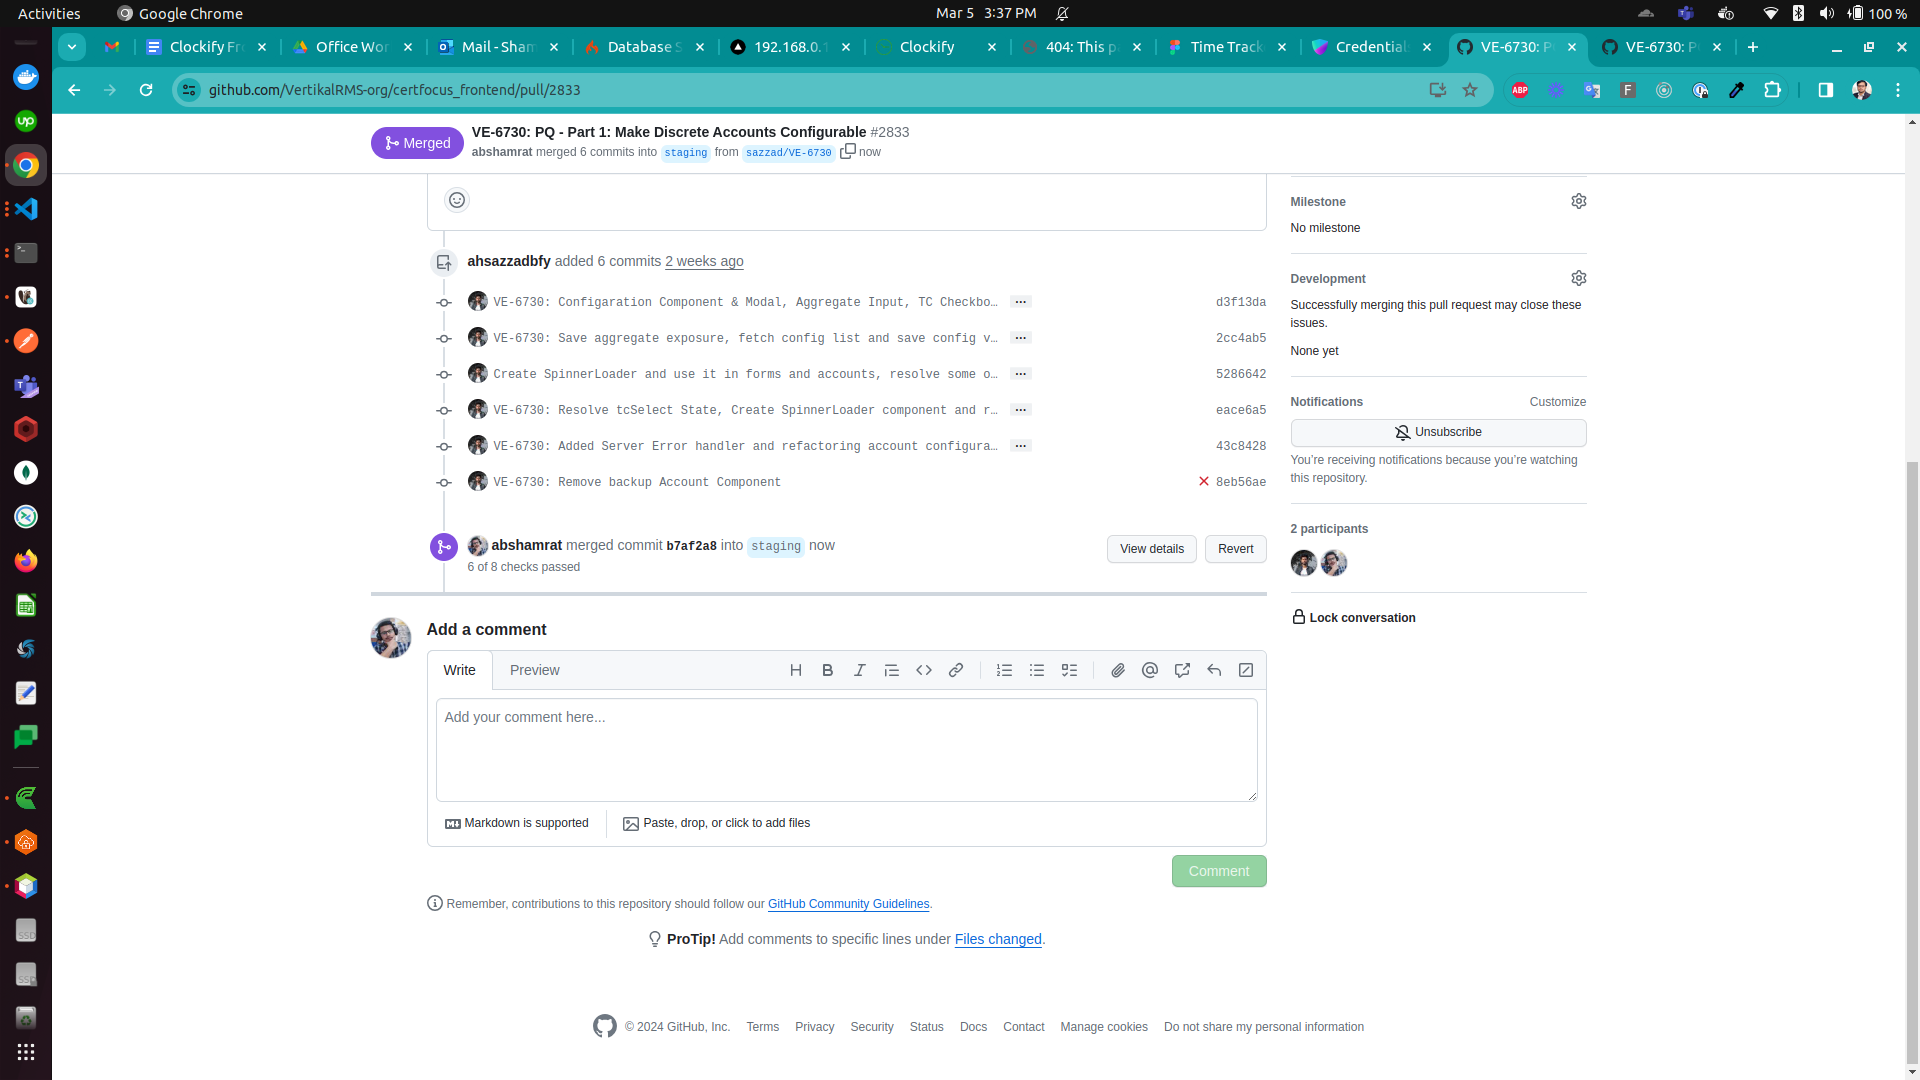 Activities
Google Chrome
Mar 5 3:37 PM
100 %
Clockify Fr
Office Wor
Mail - Sham
Database S
192.168.0.1
Clockify
404: This p
Time Track
Credential
VE-6730: P
VE-6730: P
github.com/VertikalRMS-org/certfocus_frontend/pull/2833
ABP
Merged
VE-6730: PQ - Part 1: Make Discrete Accounts Configurable #2833
abshamrat merged 6 commits into staging from sazzad/VE-6730 now
ahsazzadbfy added 6 commits 2 weeks ago
VE-6730: Configaration Component & Modal, Aggregate Input, TC Checkbo… ... d3f13da
VE-6730: Save aggregate exposure, fetch config list and save config v… ... 2cc4ab5
Create SpinnerLoader and use it in forms and accounts, resolve some o… ... 5286642
VE-6730: Resolve tcSelect State, Create SpinnerLoader component and r… ... eace6a5
VE-6730: Added Server Error handler and refactoring account configura… ... 43c8428
VE-6730: Remove backup Account Component 8eb56ae
abshamrat merged commit b7af2a8 into staging now
6 of 8 checks passed
View details
Revert
Add a comment
Write
Preview
Add your comment here...
Markdown is supported
Paste, drop, or click to add files
Comment
Remember, contributions to this repository should follow our GitHub Community Guidelines.
ProTip! Add comments to specific lines under Files changed.
Milestone
No milestone
Development
Successfully merging this pull request may close these
issues.
None yet
Notifications
Customize
Unsubscribe
You’re receiving notifications because you’re watching
this repository.
2 participants
Lock conversation
© 2024 GitHub, Inc. Terms Privacy Security Status Docs Contact Manage cookies Do not share my personal information